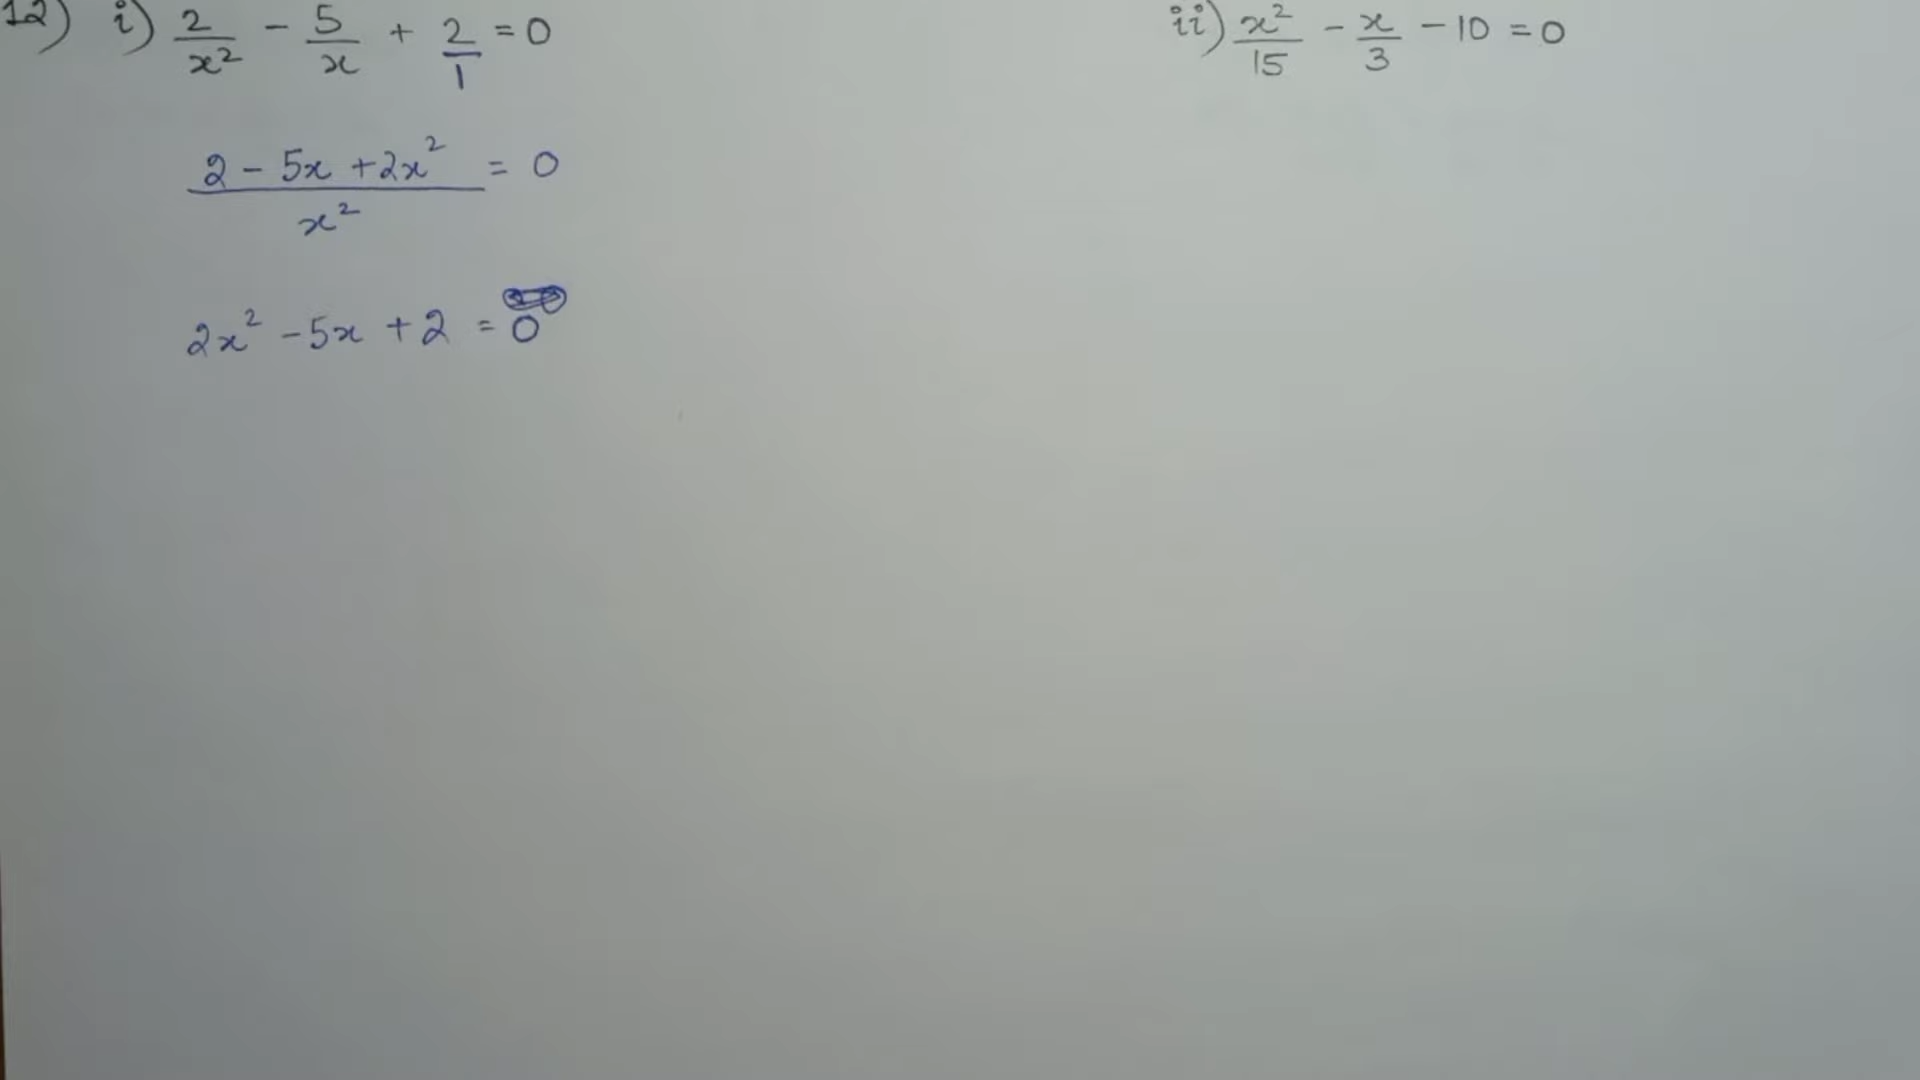 12) i) 2/x² - 5/x + 2/1 = 0
ii) x²/15 - x/3 - 10 = 0
(2 - 5x + 2x²)/x² = 0
2x² - 5x + 2 = 0